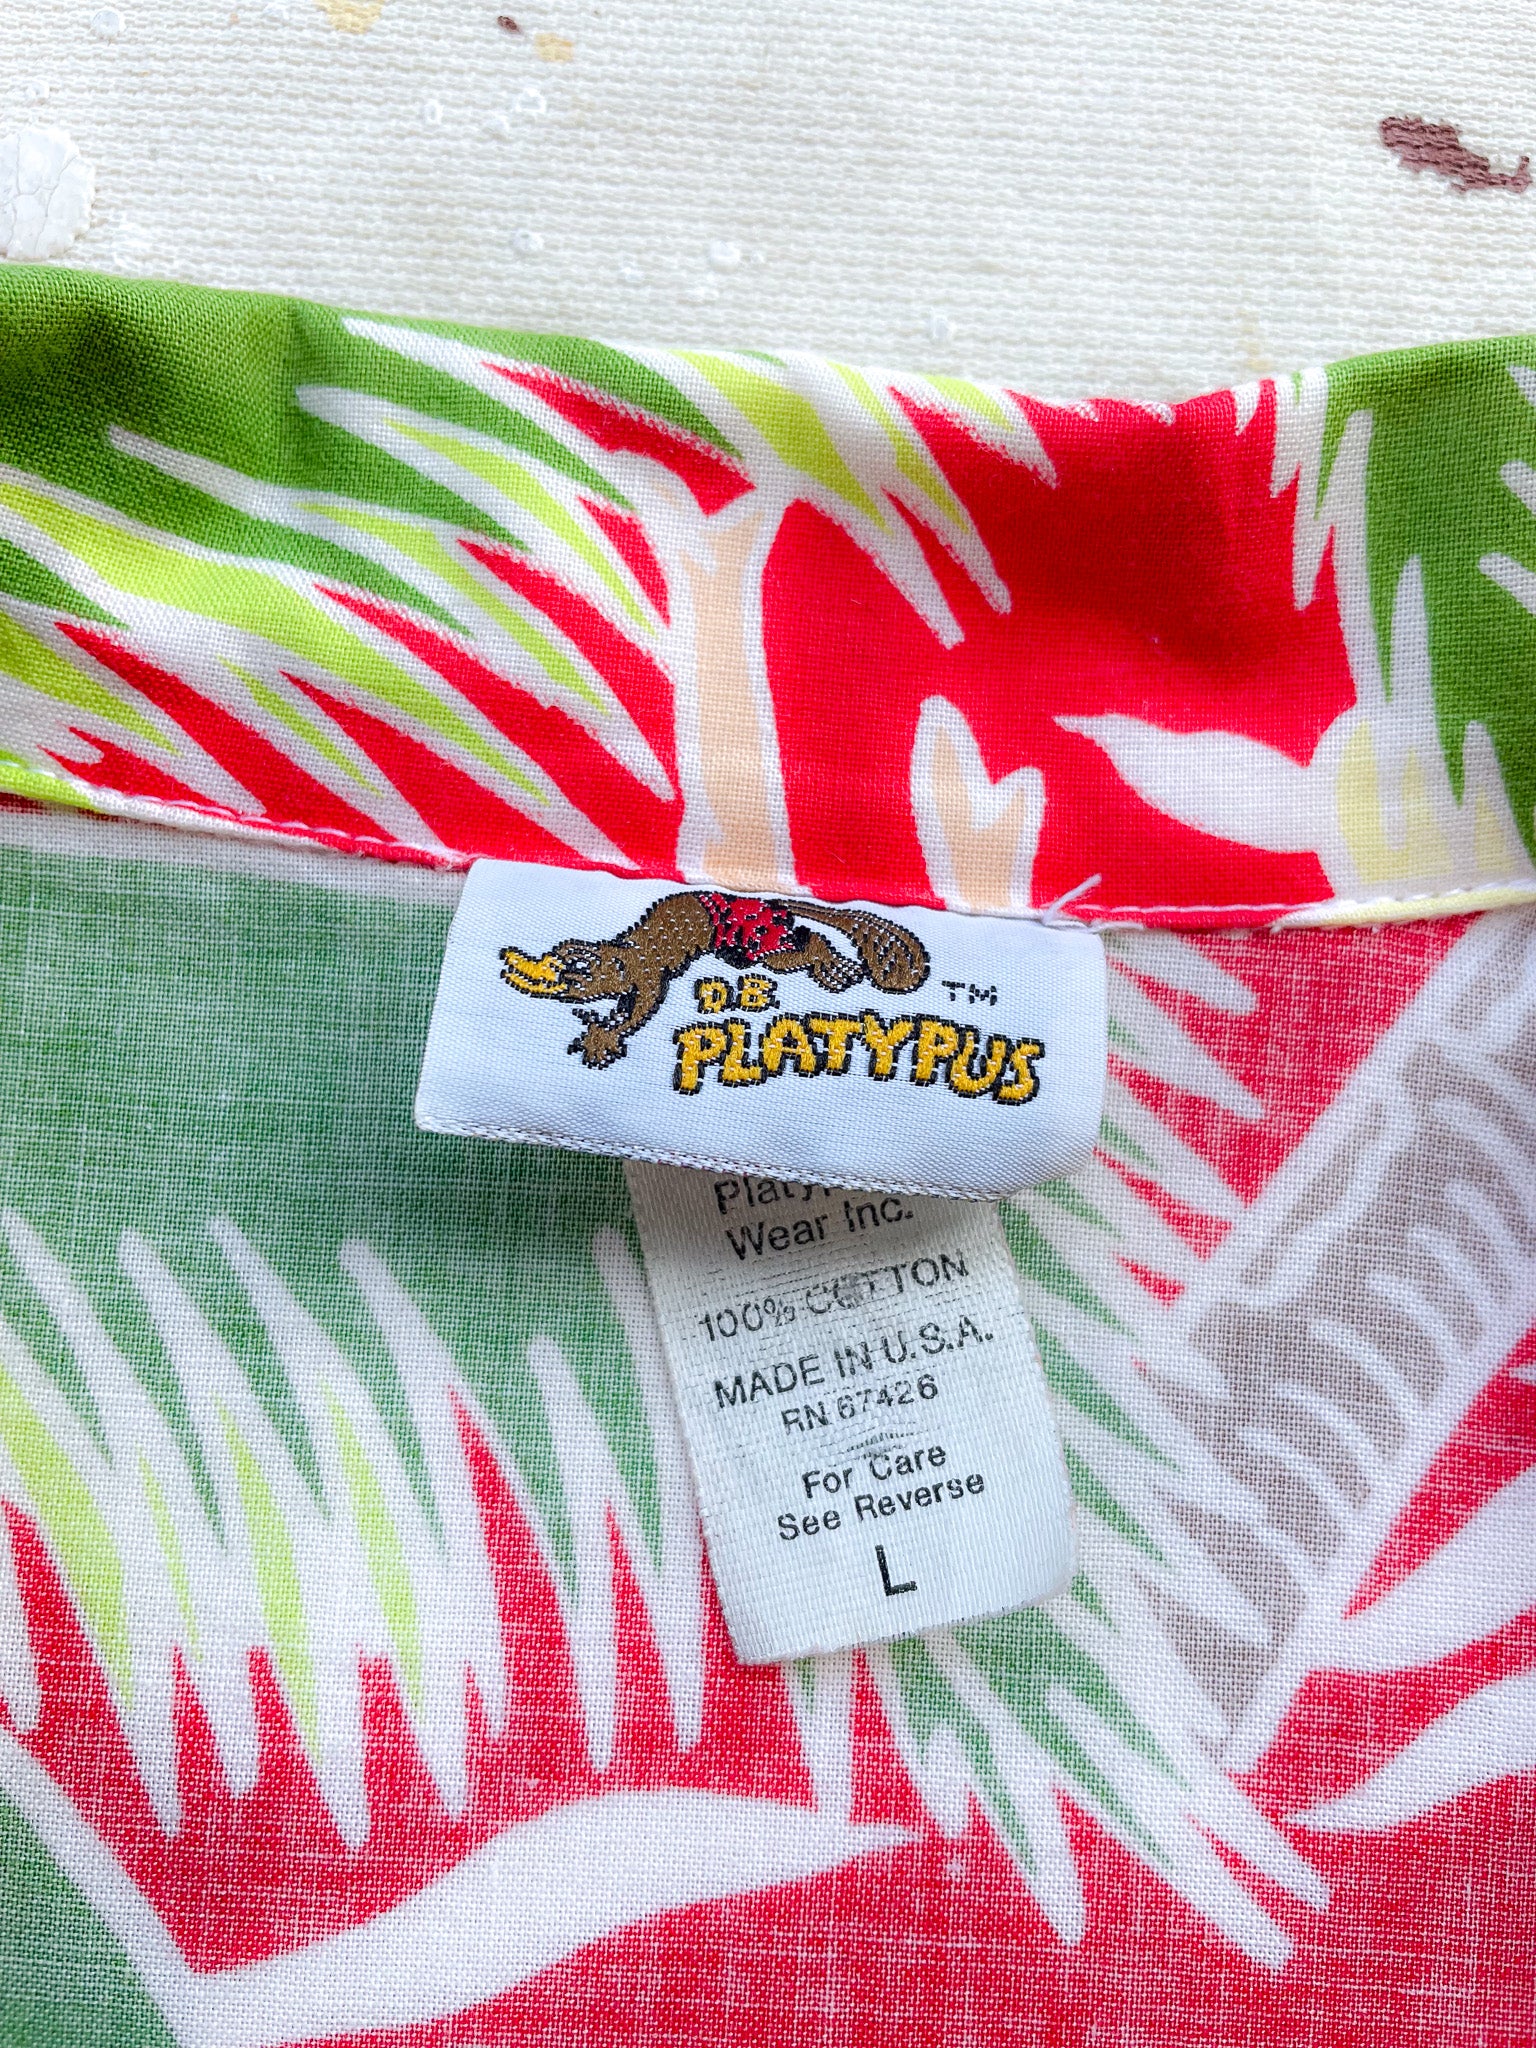 D.B. TM
PLATYPUS
Wear Inc.
100% COTTON
MADE IN U.S.A.
RN 67426
For Care
See Reverse
L